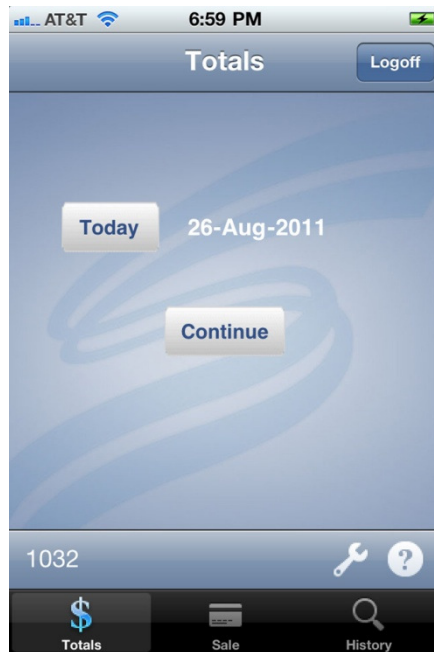 AT&T 6:59 PM
Totals Logoff
Today 26-Aug-2011
Continue
1032 ?
$
Totals Sale History